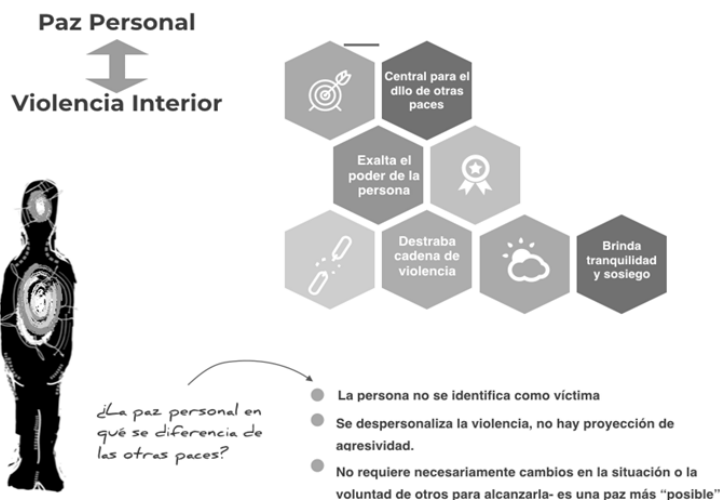 Paz Personal
Violencia Interior
Central para el
dllo de otras
paces
Exalta el
poder de la
persona
Destraba
cadena de
violencia
Brinda
tranquilidad
y sosiego
¿La paz personal en
qué se diferencia de
las otras paces?
La persona no se identifica como víctima
Se despersonaliza la violencia, no hay proyección de
agresividad.
No requiere necesariamente cambios en la situación o la
voluntad de otros para alcanzarla- es una paz más “posible”